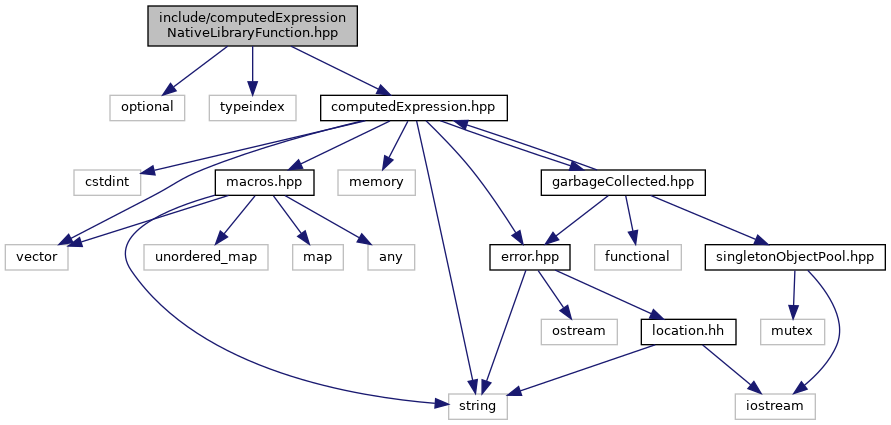 include/computedExpression
NativeLibraryFunction.hpp
optional
typeindex
computedExpression.hpp
cstdint
macros.hpp
memory
garbageCollected.hpp
vector
unordered_map
map
any
error.hpp
functional
singletonObjectPool.hpp
ostream
location.hh
mutex
string
iostream